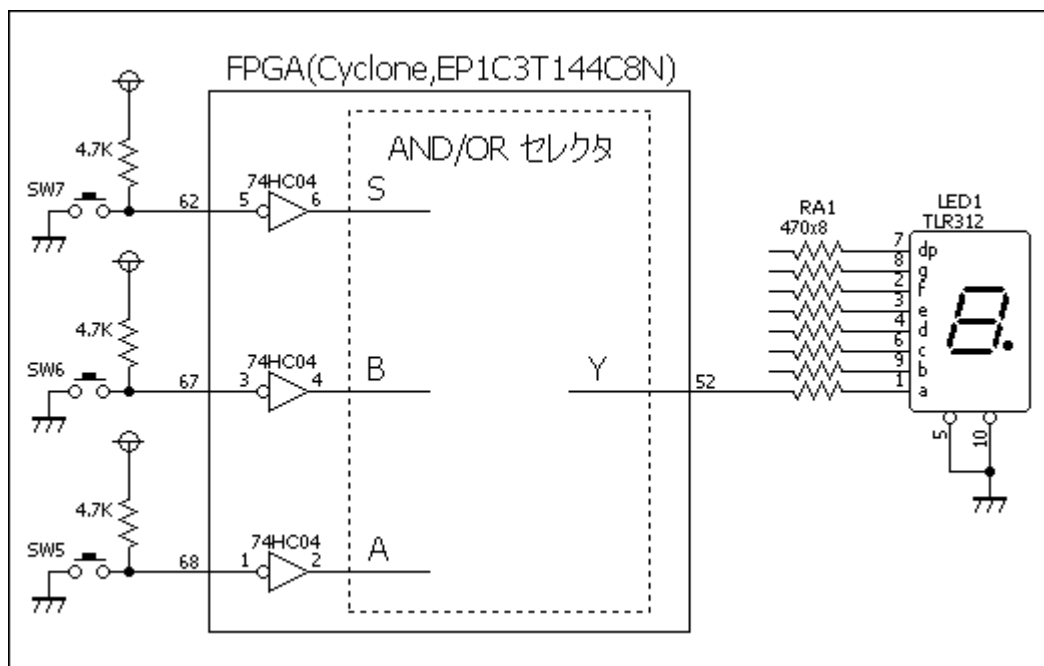 FPGA(Cyclone,EP1C3T144C8N)
AND/OR セレクタ
4.7K
SW7
62
5
74HC04
6
S
4.7K
SW6
67
3
74HC04
4
B
4.7K
SW5
68
1
74HC04
2
A
Y
52
RA1
470x8
LED1
TLR312
7 dp
8 g
2 f
3 e
4 d
6 c
9 b
1 a
5
10